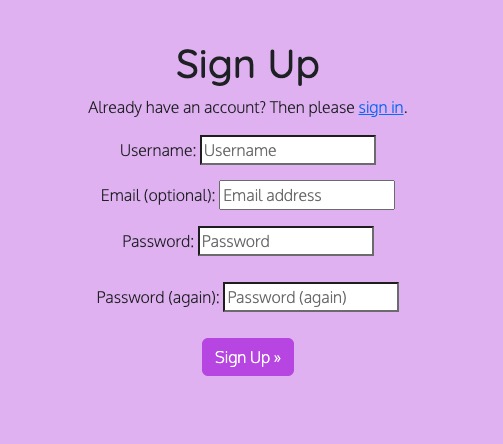 Sign Up
Already have an account? Then please sign in.
Username: Username
Email (optional): Email address
Password: Password
Password (again): Password (again)
Sign Up »